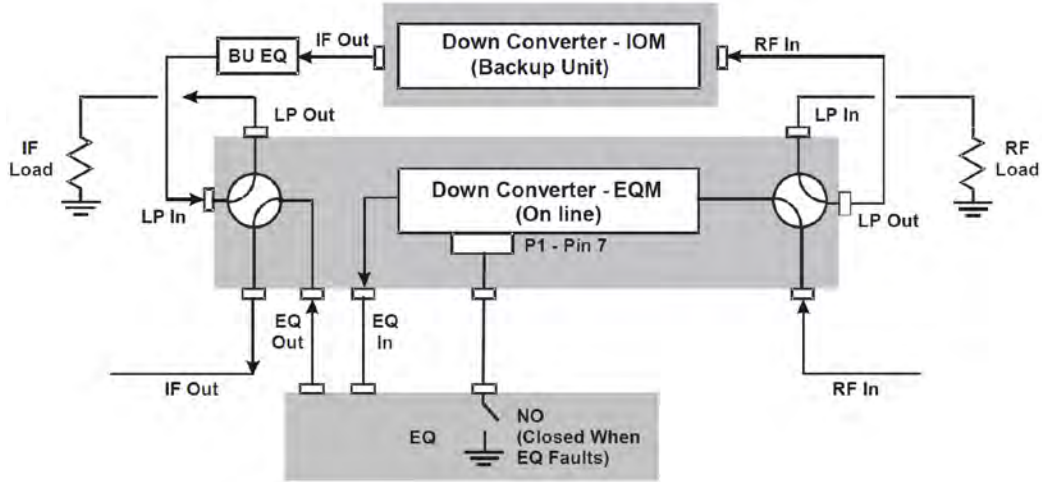 Down Converter - IOM
(Backup Unit)
BU EQ
IF Out
RF In
LP Out
LP In
IF
Load
RF
Load
Down Converter - EQM
(On line)
LP In
LP Out
P1 - Pin 7
EQ
Out
EQ
In
IF Out
RF In
EQ
NO
(Closed When
EQ Faults)